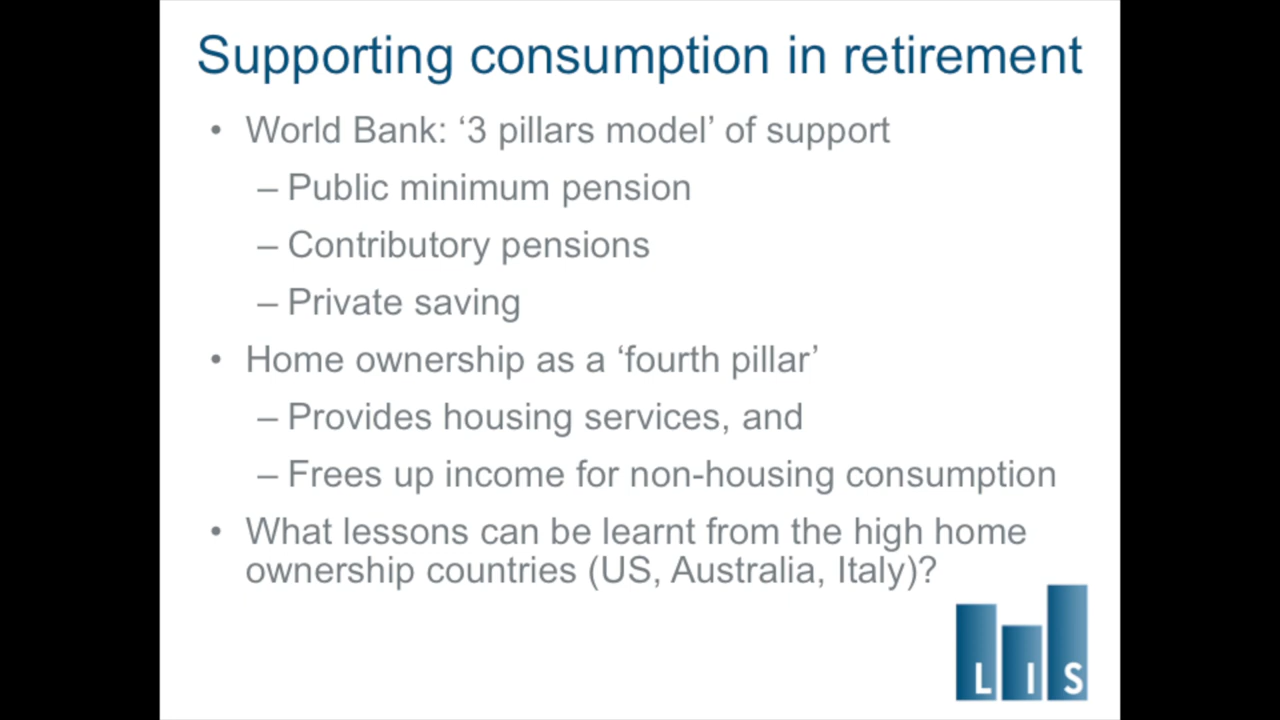 Supporting consumption in retirement
• World Bank: ‘3 pillars model’ of support
– Public minimum pension
– Contributory pensions
– Private saving
• Home ownership as a ‘fourth pillar’
– Provides housing services, and
– Frees up income for non-housing consumption
• What lessons can be learnt from the high home
ownership countries (US, Australia, Italy)?
LIS